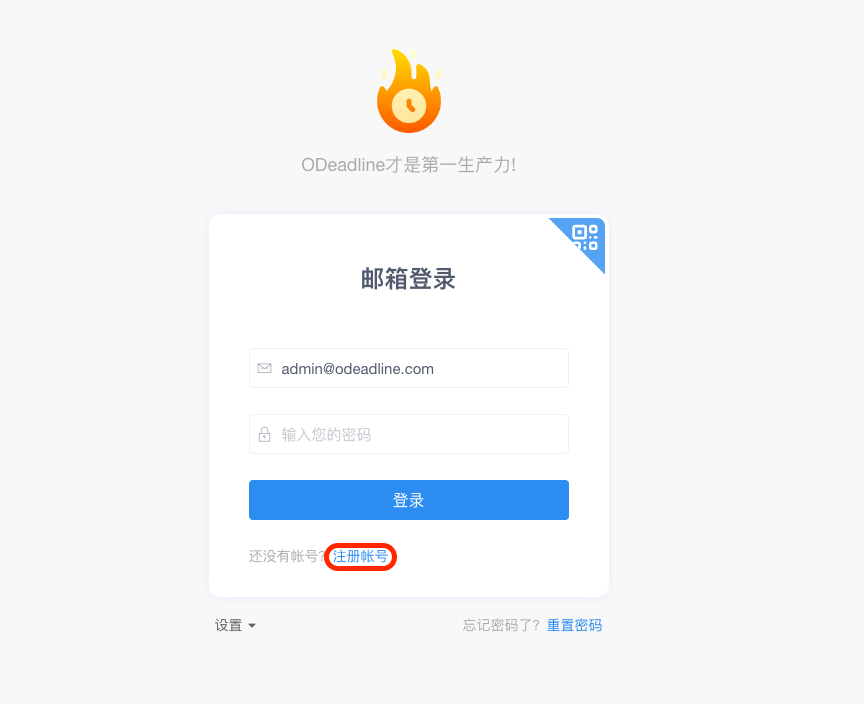 ODeadline才是第一生产力!
邮箱登录
admin@odeadline.com
输入您的密码
登录
还没有帐号? 注册帐号
设置 忘记密码了? 重置密码